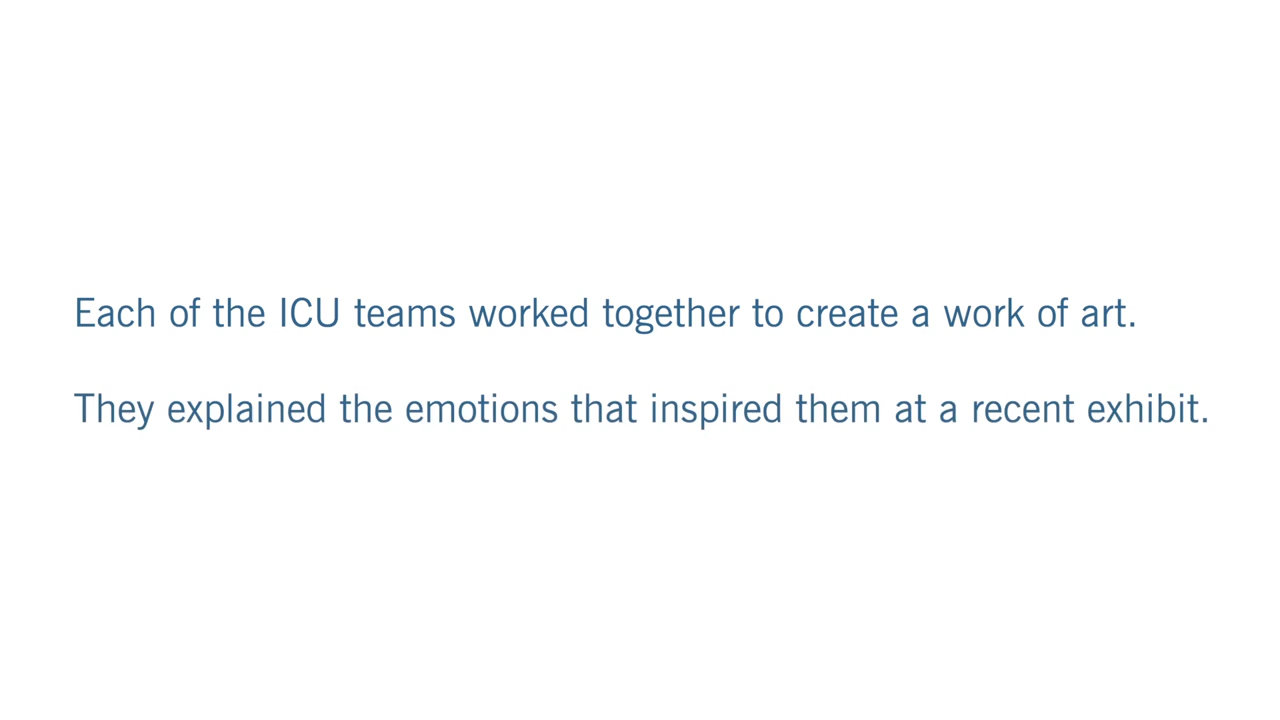 Each of the ICU teams worked together to create a work of art.
They explained the emotions that inspired them at a recent exhibit.